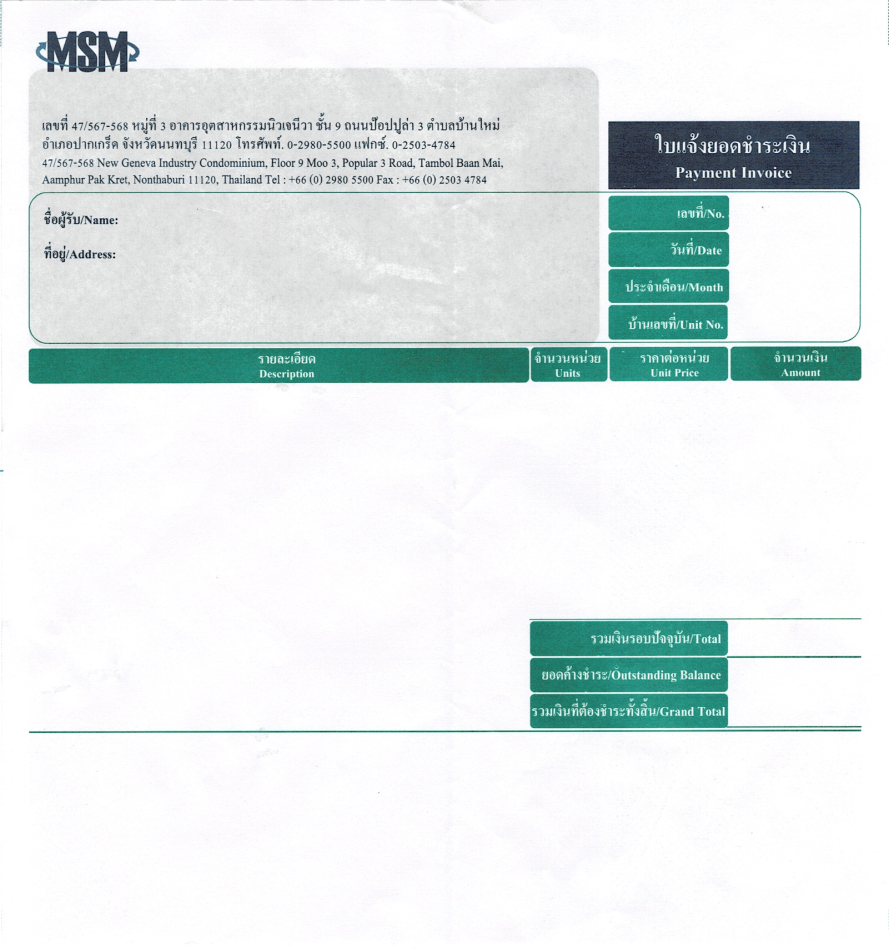 MSM
เลขที่ 47/567-568 หมู่ที่ 3 อาคารอุตสาหกรรมนิวเจนีวา ชั้น 9 ถนนป๊อปปูล่า 3 ตำบลบ้านใหม่
อำเภอปากเกร็ด จังหวัดนนทบุรี 11120 โทรศัพท์. 0-2980-5500 แฟกซ์. 0-2503-4784
47/567-568 New Geneva Industry Condominium, Floor 9 Moo 3, Popular 3 Road, Tambol Baan Mai,
Aamphur Pak Kret, Nonthaburi 11120, Thailand Tel : +66 (0) 2980 5500 Fax : +66 (0) 2503 4784
ใบแจ้งยอดชำระเงิน
Payment Invoice
ชื่อผู้รับ/Name:
ที่อยู่/Address:
เลขที่/No.
วันที่/Date
ประจำเดือน/Month
บ้านเลขที่/Unit No.
รายละเอียด จำนวนหน่วย ราคาต่อหน่วย จำนวนเงิน
Description Units Unit Price Amount
รวมเงินรอบปัจจุบัน/Total
ยอดค้างชำระ/Outstanding Balance
รวมเงินที่ต้องชำระทั้งสิ้น/Grand Total